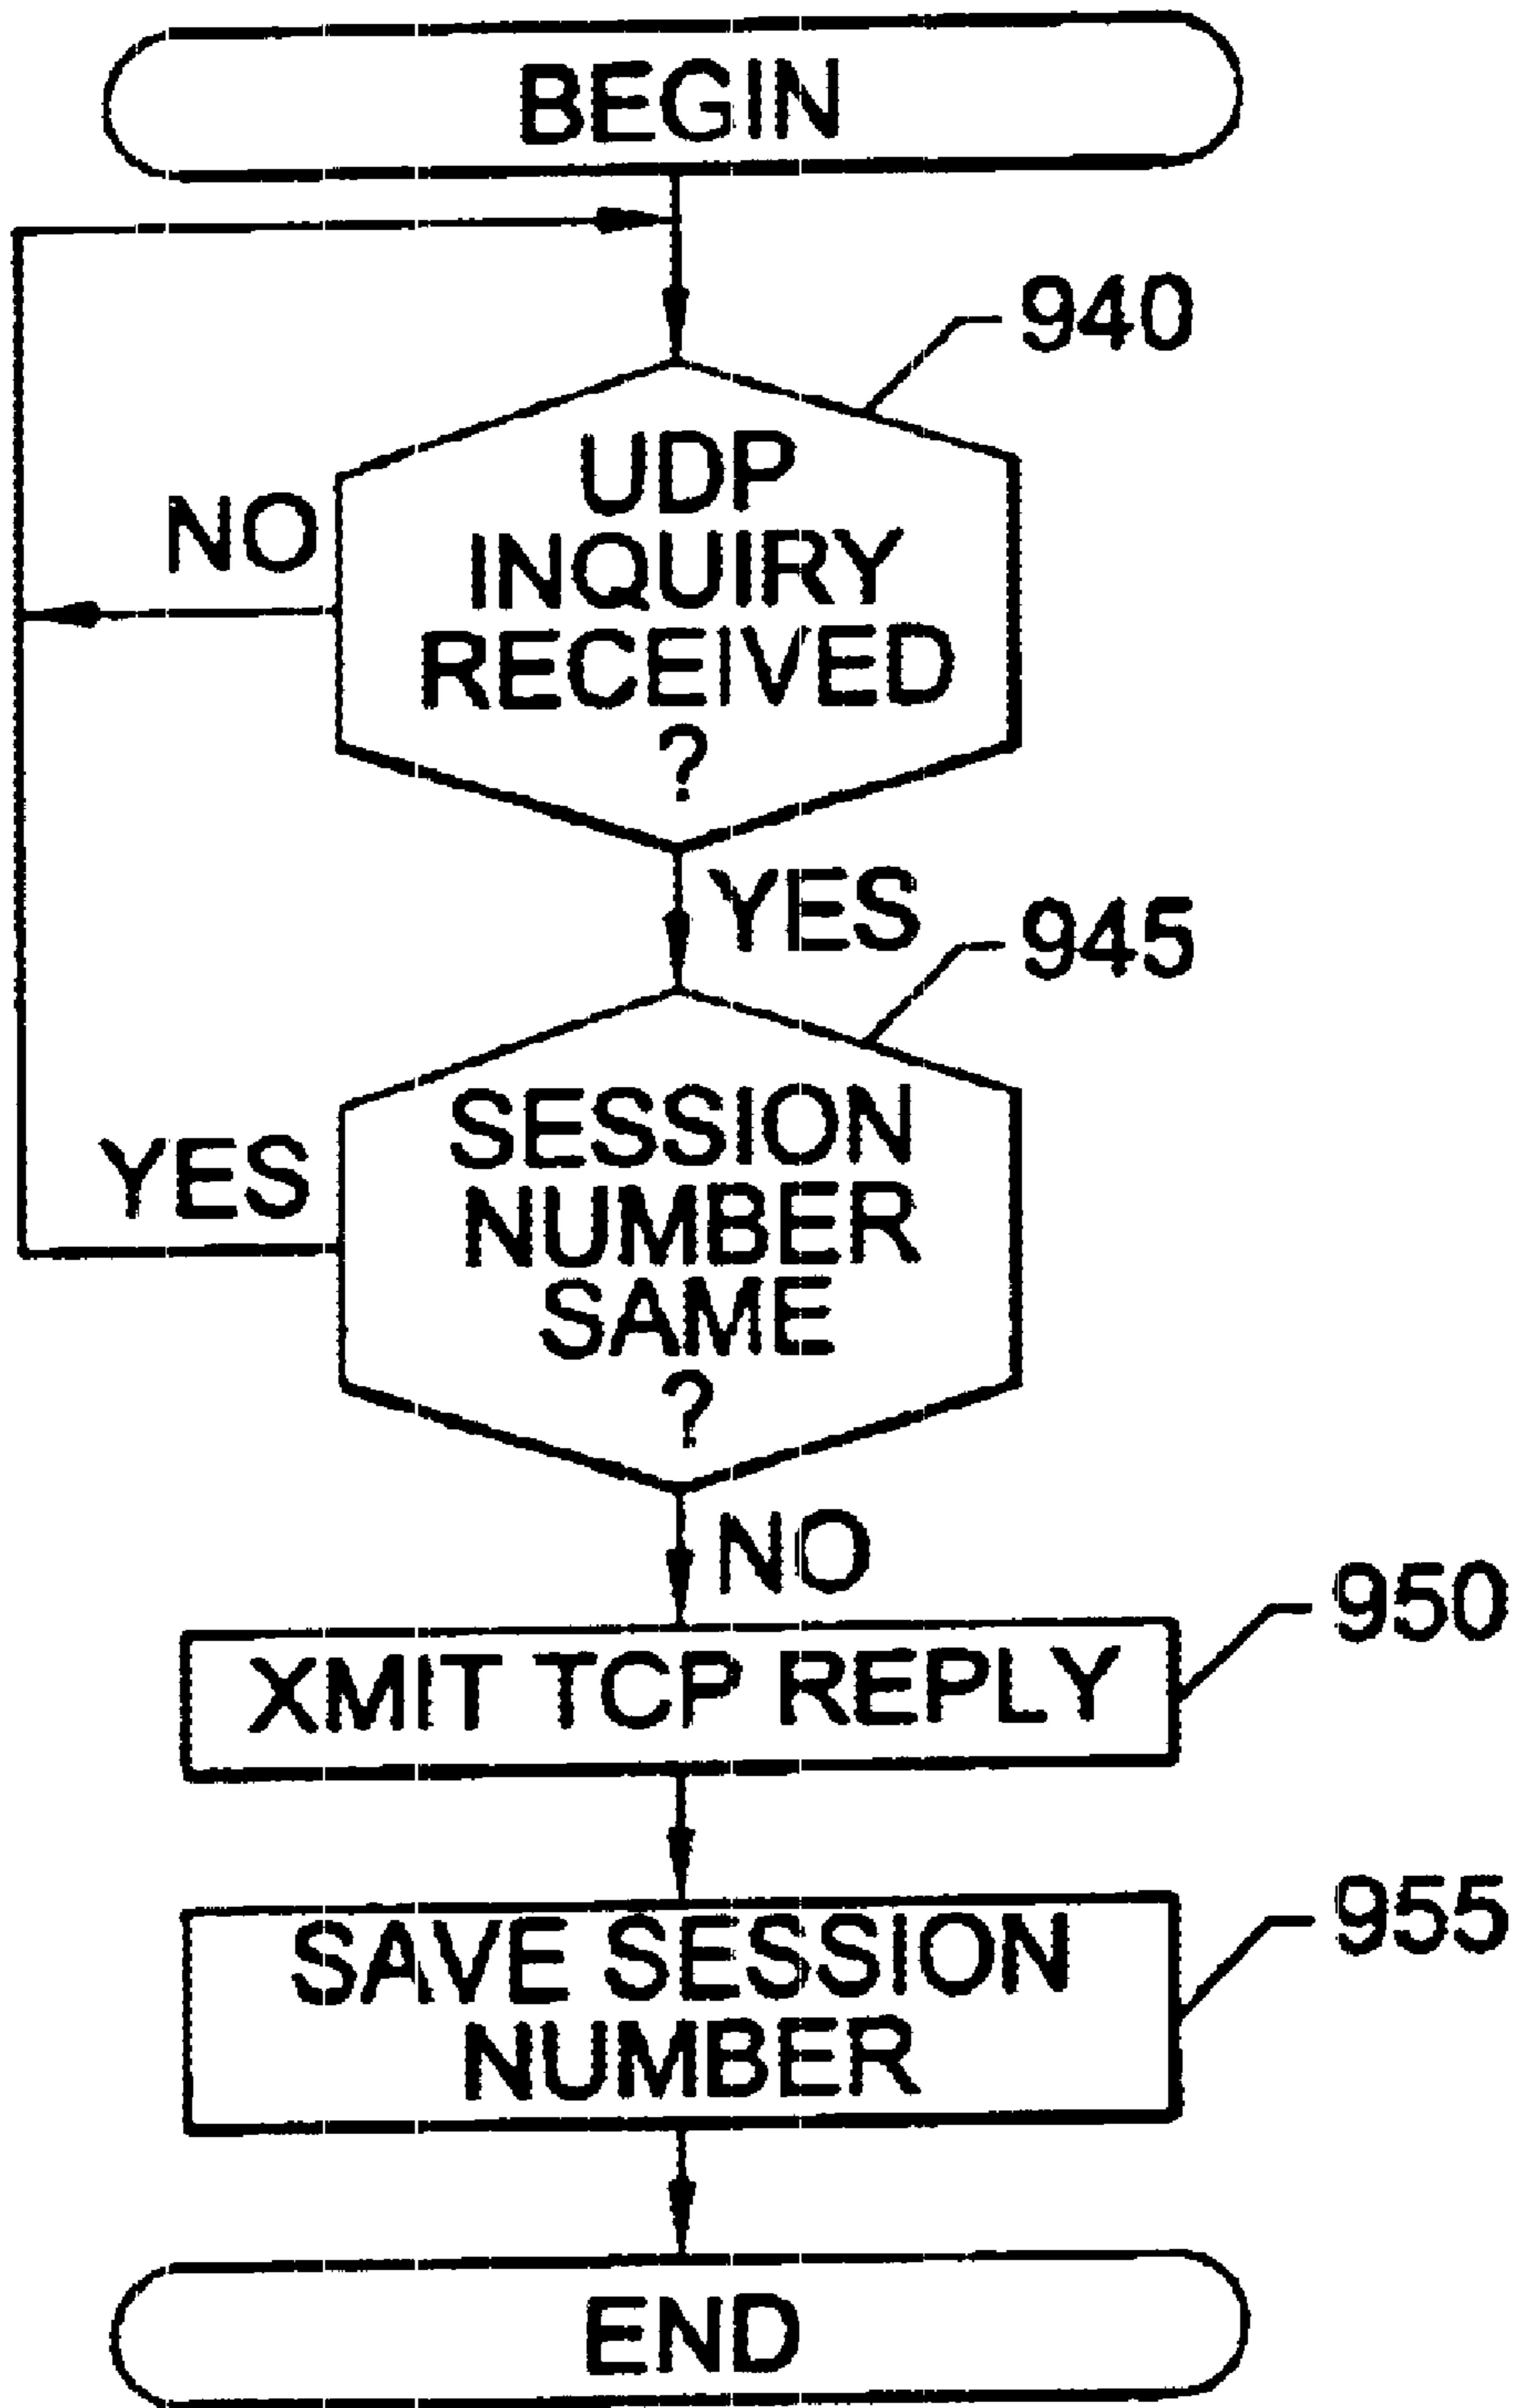 BEGIN
940
UDP
INQUIRY
RECEIVED
?
NO
YES
945
SESSION
NUMBER
SAME
?
YES
NO
950
XMIT TCP REPLY
955
SAVE SESSION
NUMBER
END